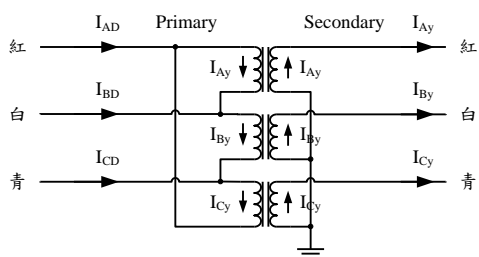 I_AD Primary Secondary I_Ay
紅 紅
I_Ay I_Ay
I_BD I_By
白 白
I_By I_By
I_CD I_Cy
青 青
I_Cy I_Cy